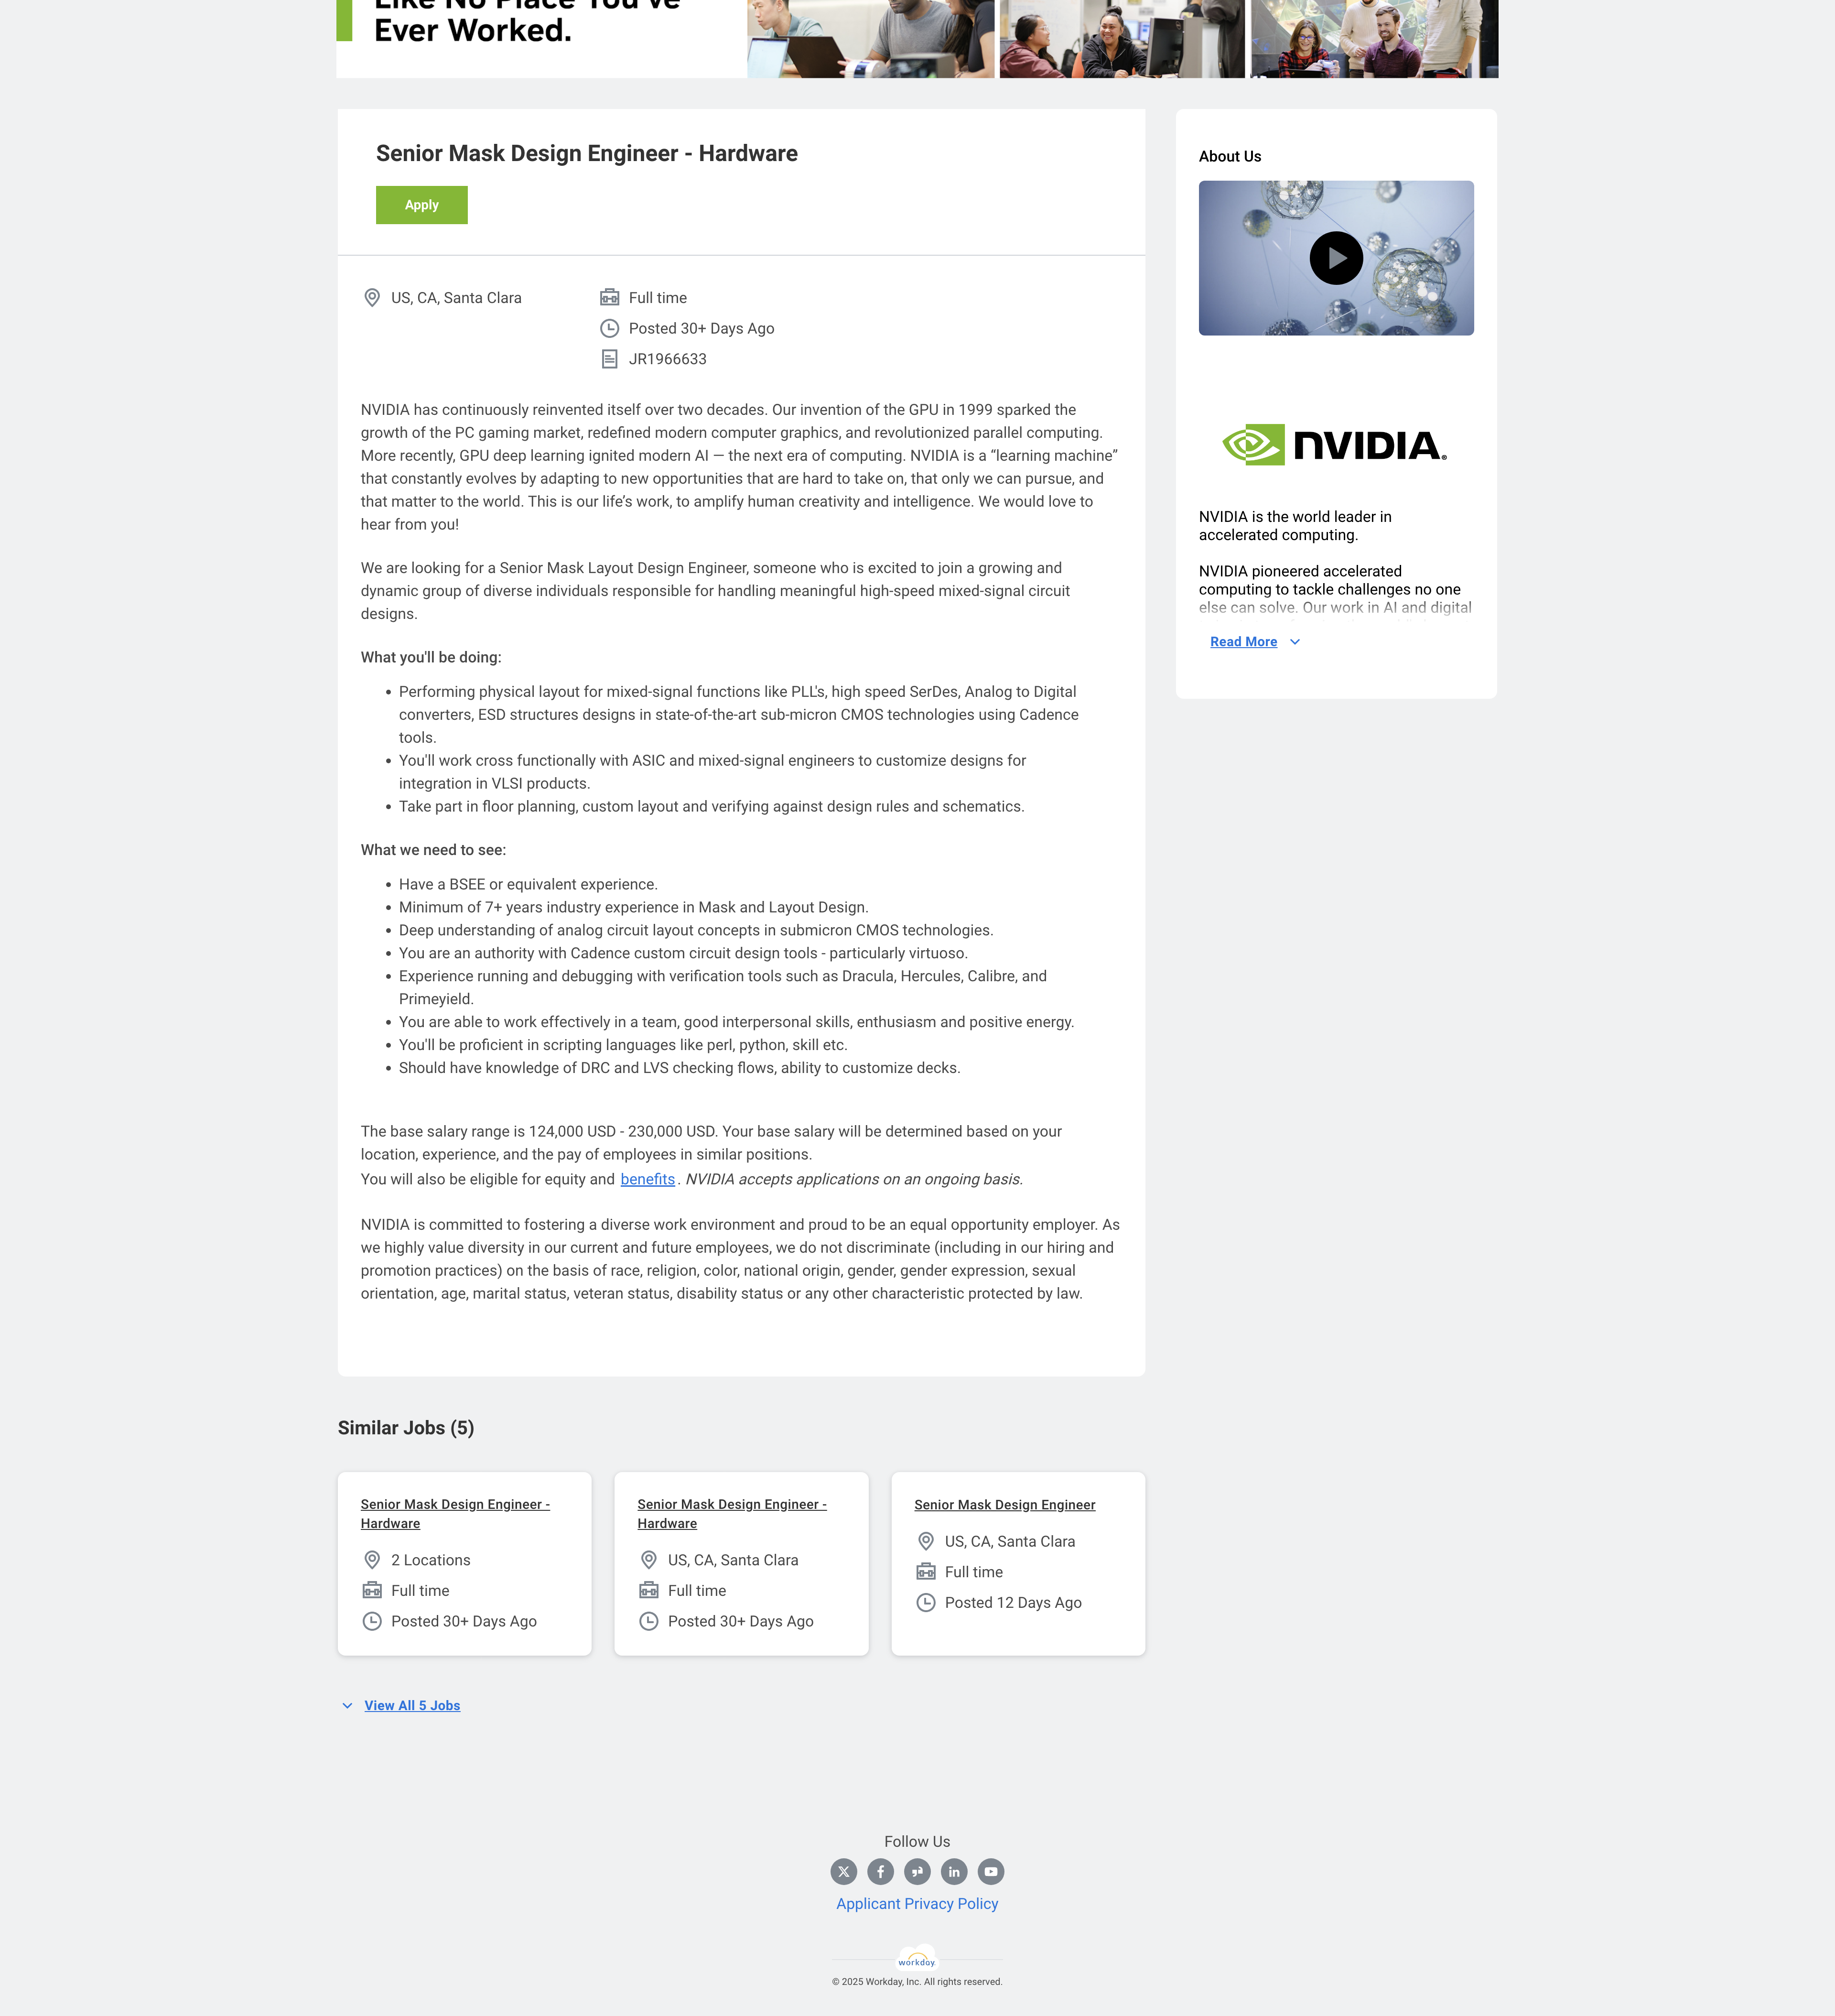 Like No Place You've
Ever Worked.
Senior Mask Design Engineer - Hardware
Apply
US, CA, Santa Clara
Full time
Posted 30+ Days Ago
JR1966633
NVIDIA has continuously reinvented itself over two decades. Our invention of the GPU in 1999 sparked the
growth of the PC gaming market, redefined modern computer graphics, and revolutionized parallel computing.
More recently, GPU deep learning ignited modern AI — the next era of computing. NVIDIA is a “learning machine”
that constantly evolves by adapting to new opportunities that are hard to take on, that only we can pursue, and
that matter to the world. This is our life’s work, to amplify human creativity and intelligence. We would love to
hear from you!
We are looking for a Senior Mask Layout Design Engineer, someone who is excited to join a growing and
dynamic group of diverse individuals responsible for handling meaningful high-speed mixed-signal circuit
designs.
What you'll be doing:
• Performing physical layout for mixed-signal functions like PLL's, high speed SerDes, Analog to Digital
converters, ESD structures designs in state-of-the-art sub-micron CMOS technologies using Cadence
tools.
• You'll work cross functionally with ASIC and mixed-signal engineers to customize designs for
integration in VLSI products.
• Take part in floor planning, custom layout and verifying against design rules and schematics.
What we need to see:
• Have a BSEE or equivalent experience.
• Minimum of 7+ years industry experience in Mask and Layout Design.
• Deep understanding of analog circuit layout concepts in submicron CMOS technologies.
• You are an authority with Cadence custom circuit design tools - particularly virtuoso.
• Experience running and debugging with verification tools such as Dracula, Hercules, Calibre, and
Primeyield.
• You are able to work effectively in a team, good interpersonal skills, enthusiasm and positive energy.
• You'll be proficient in scripting languages like perl, python, skill etc.
• Should have knowledge of DRC and LVS checking flows, ability to customize decks.
The base salary range is 124,000 USD - 230,000 USD. Your base salary will be determined based on your
location, experience, and the pay of employees in similar positions.
You will also be eligible for equity and benefits. NVIDIA accepts applications on an ongoing basis.
NVIDIA is committed to fostering a diverse work environment and proud to be an equal opportunity employer. As
we highly value diversity in our current and future employees, we do not discriminate (including in our hiring and
promotion practices) on the basis of race, religion, color, national origin, gender, gender expression, sexual
orientation, age, marital status, veteran status, disability status or any other characteristic protected by law.
About Us
NVIDIA®
NVIDIA is the world leader in
accelerated computing.
NVIDIA pioneered accelerated
computing to tackle challenges no one
else can solve. Our work in AI and digital
Read More
Similar Jobs (5)
Senior Mask Design Engineer -
Hardware
2 Locations
Full time
Posted 30+ Days Ago
Senior Mask Design Engineer -
Hardware
US, CA, Santa Clara
Full time
Posted 30+ Days Ago
Senior Mask Design Engineer
US, CA, Santa Clara
Full time
Posted 12 Days Ago
View All 5 Jobs
Follow Us
Applicant Privacy Policy
workday
© 2025 Workday, Inc. All rights reserved.